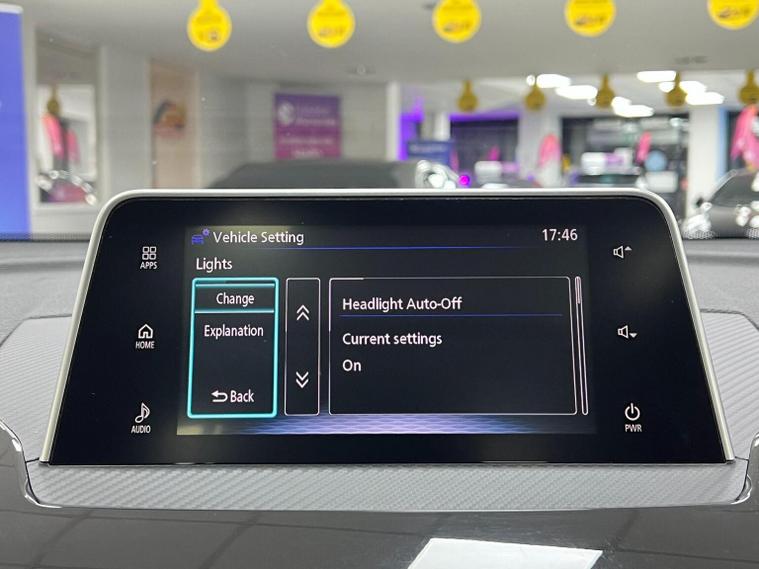 Vehicle Setting
17:46
Lights
Change
Explanation
Back
Headlight Auto-Off
Current settings
On
APPS
HOME
AUDIO
PWR